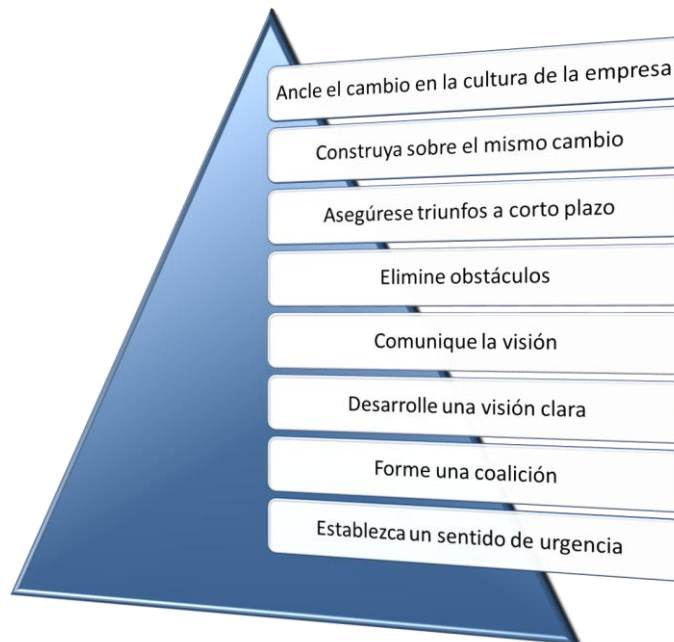 Ancle el cambio en la cultura de la empresa
Construya sobre el mismo cambio
Asegúrese triunfos a corto plazo
Elimine obstáculos
Comunique la visión
Desarrolle una visión clara
Forme una coalición
Establezca un sentido de urgencia